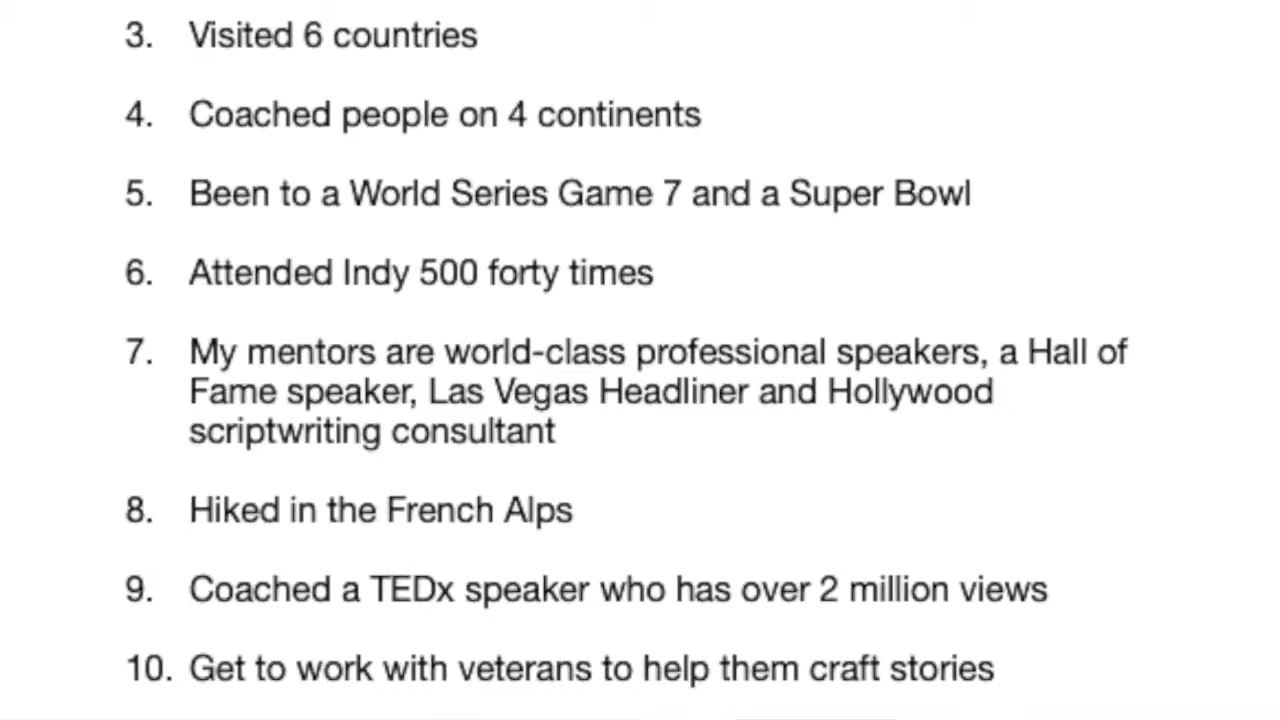 3. Visited 6 countries
4. Coached people on 4 continents
5. Been to a World Series Game 7 and a Super Bowl
6. Attended Indy 500 forty times
7. My mentors are world-class professional speakers, a Hall of
Fame speaker, Las Vegas Headliner and Hollywood
scriptwriting consultant
8. Hiked in the French Alps
9. Coached a TEDx speaker who has over 2 million views
10. Get to work with veterans to help them craft stories